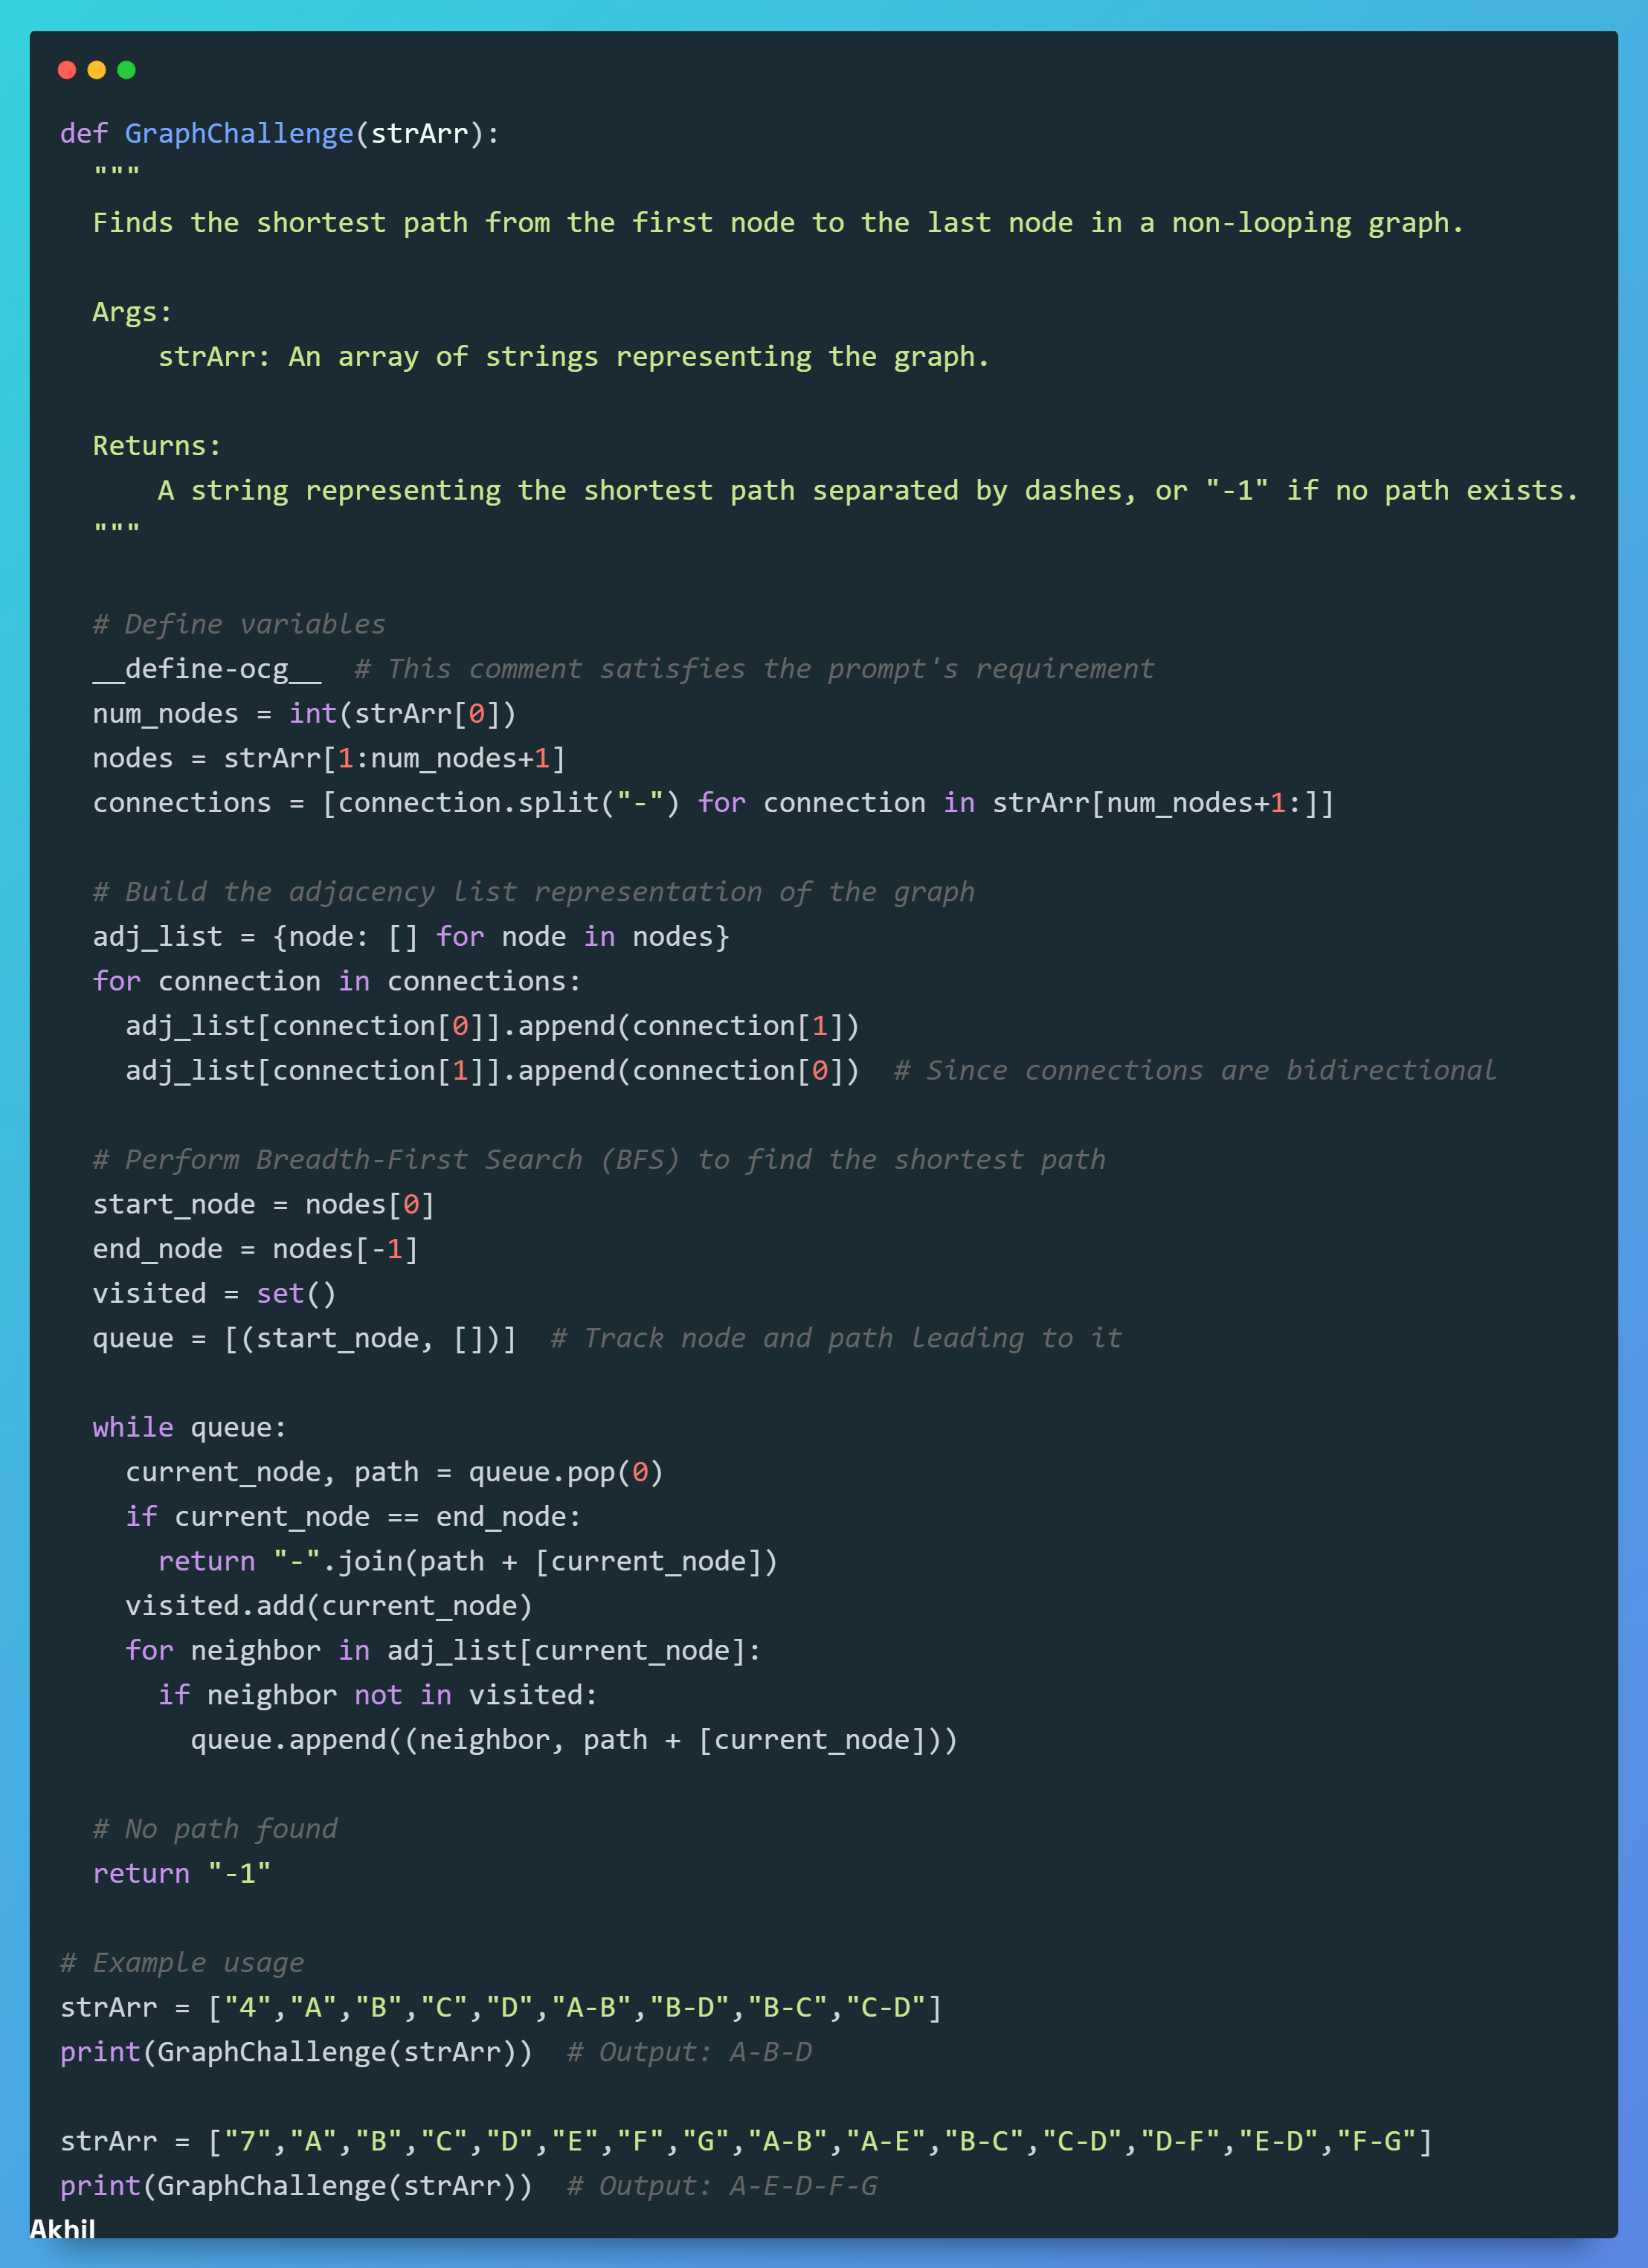 def GraphChallenge(strArr):
  """
  Finds the shortest path from the first node to the last node in a non-looping graph.

  Args:
      strArr: An array of strings representing the graph.

  Returns:
      A string representing the shortest path separated by dashes, or "-1" if no path exists.
  """

  # Define variables
  __define-ocg__  # This comment satisfies the prompt's requirement
  num_nodes = int(strArr[0])
  nodes = strArr[1:num_nodes+1]
  connections = [connection.split("-") for connection in strArr[num_nodes+1:]]

  # Build the adjacency list representation of the graph
  adj_list = {node: [] for node in nodes}
  for connection in connections:
    adj_list[connection[0]].append(connection[1])
    adj_list[connection[1]].append(connection[0])  # Since connections are bidirectional

  # Perform Breadth-First Search (BFS) to find the shortest path
  start_node = nodes[0]
  end_node = nodes[-1]
  visited = set()
  queue = [(start_node, [])]  # Track node and path leading to it

  while queue:
    current_node, path = queue.pop(0)
    if current_node == end_node:
      return "-".join(path + [current_node])
    visited.add(current_node)
    for neighbor in adj_list[current_node]:
      if neighbor not in visited:
        queue.append((neighbor, path + [current_node]))

  # No path found
  return "-1"

# Example usage
strArr = ["4","A","B","C","D","A-B","B-D","B-C","C-D"]
print(GraphChallenge(strArr))  # Output: A-B-D

strArr = ["7","A","B","C","D","E","F","G","A-B","A-E","B-C","C-D","D-F","E-D","F-G"]
print(GraphChallenge(strArr))  # Output: A-E-D-F-G
Akhil